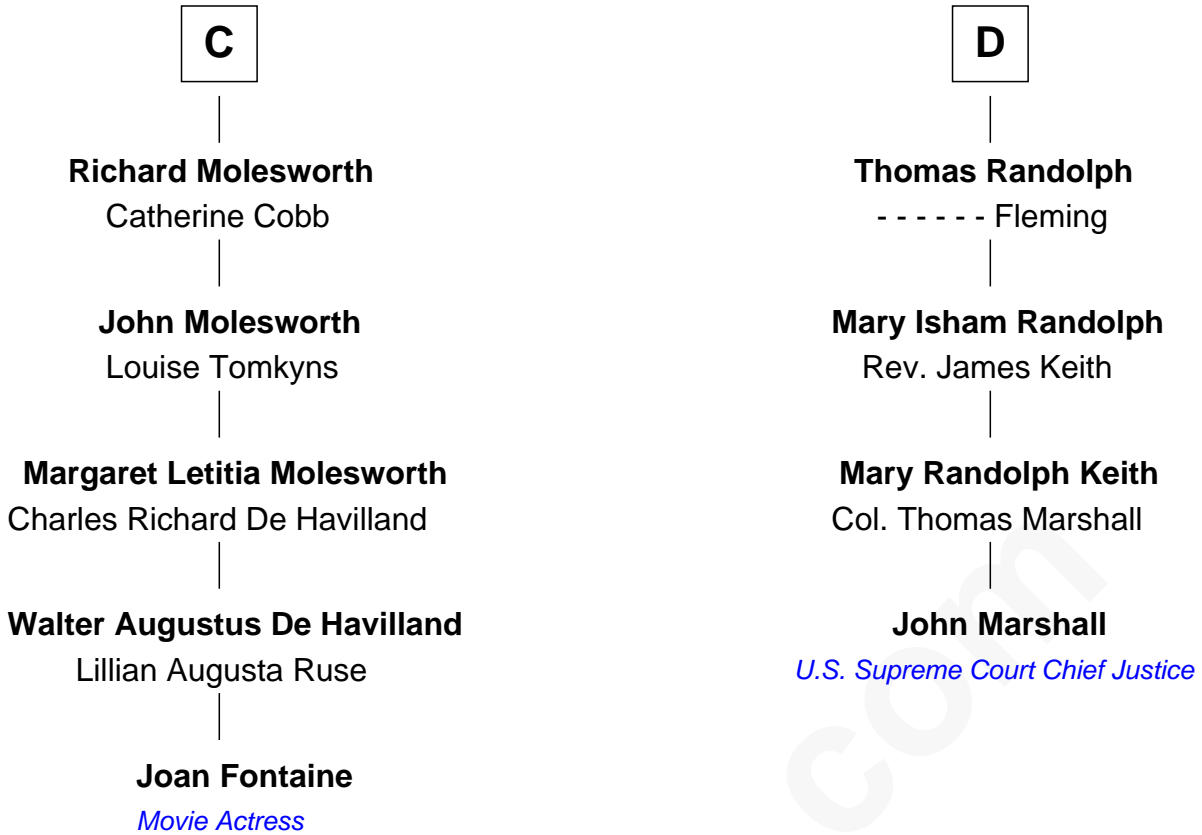 C
Richard Molesworth
Catherine Cobb
John Molesworth
Louise Tomkyns
Margaret Letitia Molesworth
Charles Richard De Havilland
Walter Augustus De Havilland
Lillian Augusta Ruse
Joan Fontaine
Movie Actress
D
Thomas Randolph
- - - - - - Fleming
Mary Isham Randolph
Rev. James Keith
Mary Randolph Keith
Col. Thomas Marshall
John Marshall
U.S. Supreme Court Chief Justice
com